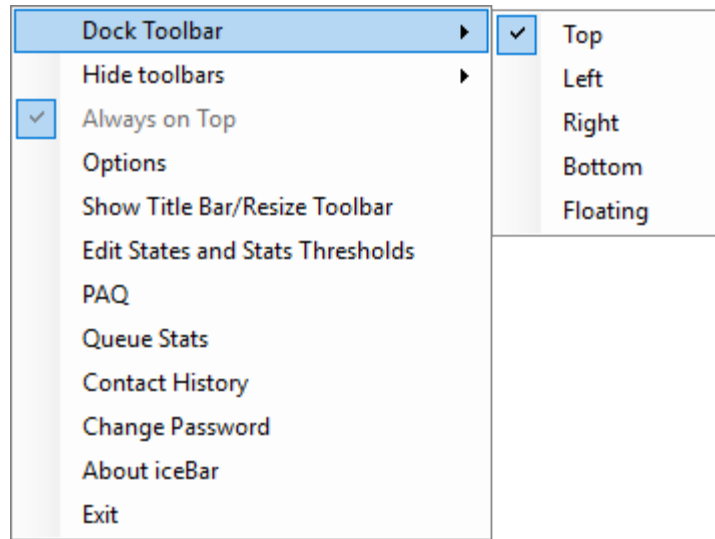 Dock Toolbar
Hide toolbars
Always on Top
Options
Show Title Bar/Resize Toolbar
Edit States and Stats Thresholds
PAQ
Queue Stats
Contact History
Change Password
About iceBar
Exit
Top
Left
Right
Bottom
Floating